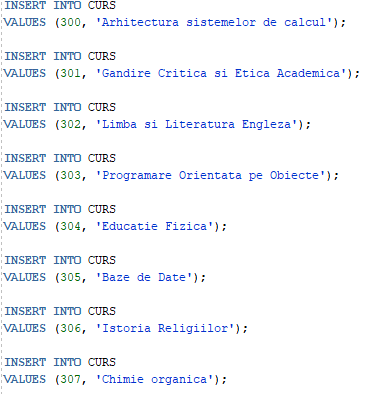 INSERT INTO CURS
VALUES (300, 'Arhitectura sistemelor de calcul');
INSERT INTO CURS
VALUES (301, 'Gandire Critica si Etica Academica');
INSERT INTO CURS
VALUES (302, 'Limba si Literatura Engleza');
INSERT INTO CURS
VALUES (303, 'Programare Orientata pe Obiecte');
INSERT INTO CURS
VALUES (304, 'Educatie Fizica');
INSERT INTO CURS
VALUES (305, 'Baze de Date');
INSERT INTO CURS
VALUES (306, 'Istoria Religiilor');
INSERT INTO CURS
VALUES (307, 'Chimie organica');